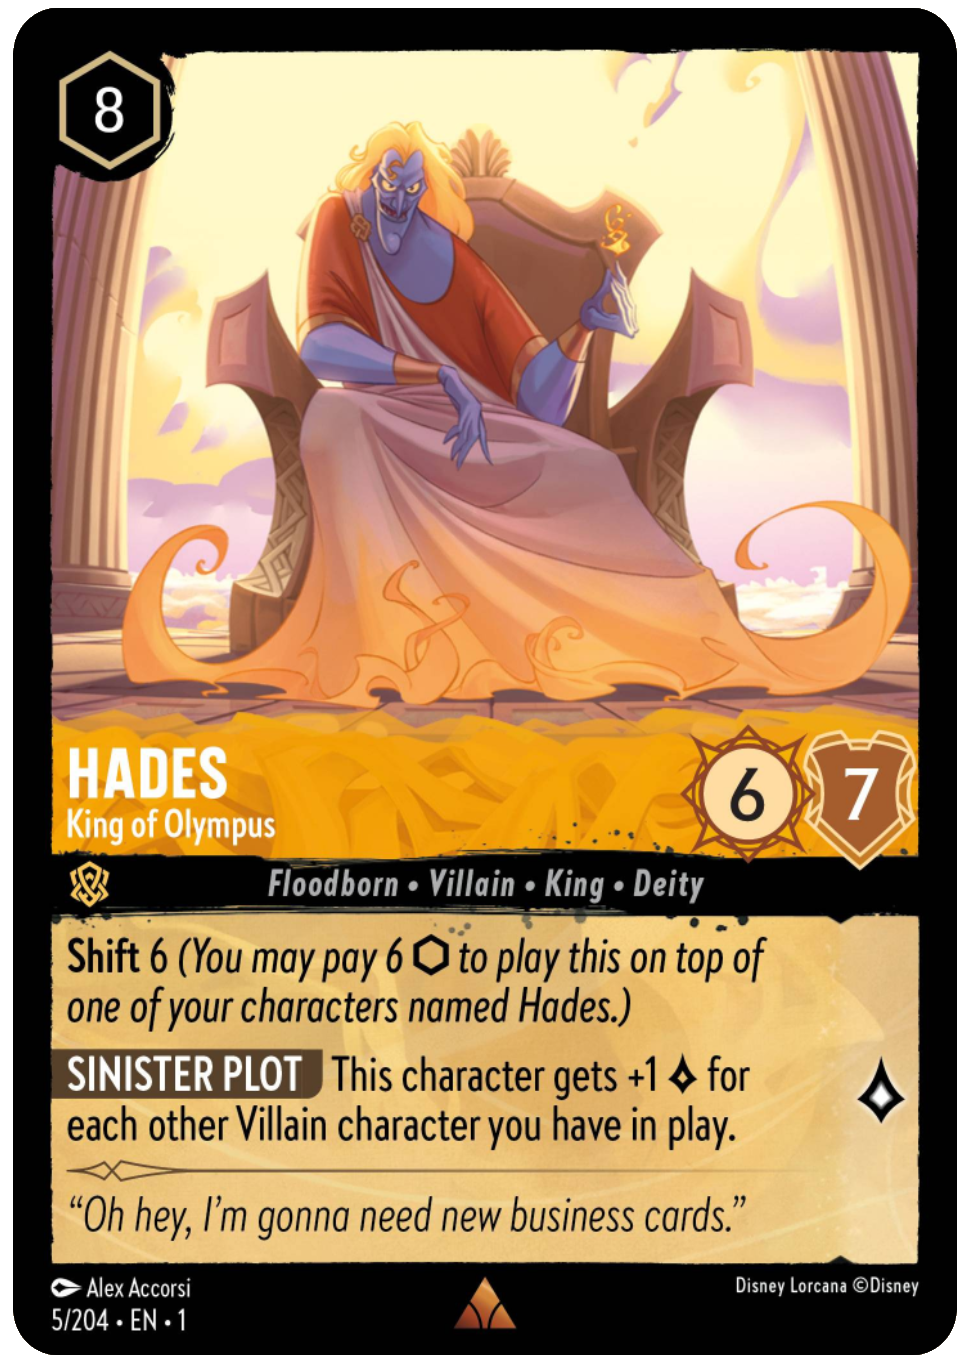 8
HADES
King of Olympus
6
7
Floodborn • Villain • King • Deity
Shift 6 (You may pay 6 ⬡ to play this on top of
one of your characters named Hades.)
SINISTER PLOT This character gets +1 for
each other Villain character you have in play.
“Oh hey, I’m gonna need new business cards.”
Alex Accorsi
Disney Lorcana ©Disney
5/204 • EN • 1